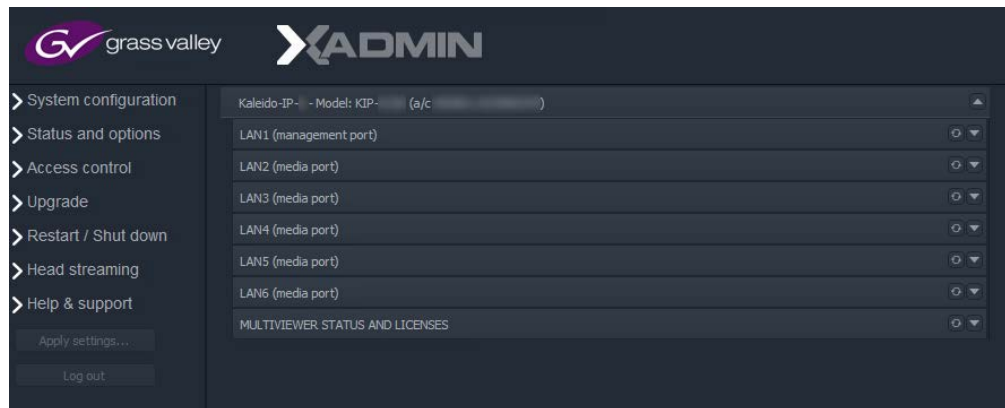 grass valley
XADMIN
System configuration
Status and options
Access control
Upgrade
Restart / Shut down
Head streaming
Help & support
Apply settings...
Log out
Kaleido-IP- - Model: KIP- (a/c )
LAN1 (management port)
LAN2 (media port)
LAN3 (media port)
LAN4 (media port)
LAN5 (media port)
LAN6 (media port)
MULTIVIEWER STATUS AND LICENSES